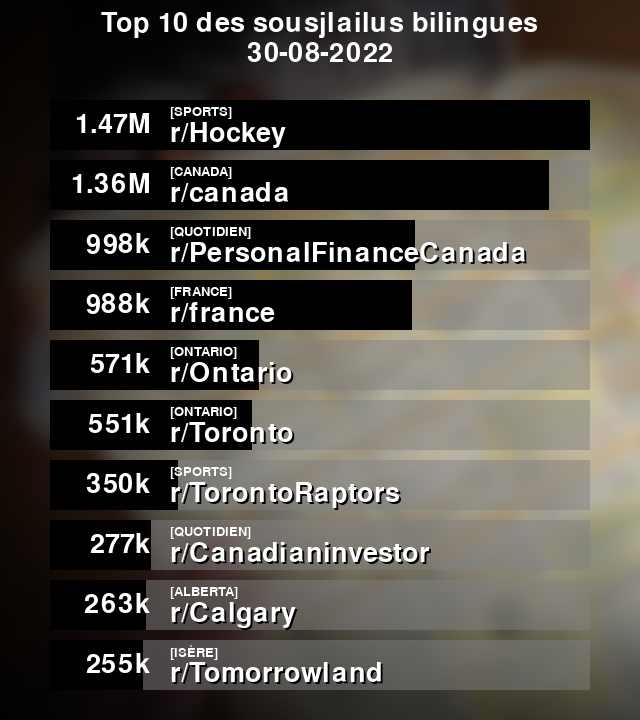 Top 10 des sousjlailus bilingues
30-08-2022
1.47M
[SPORTS]
r/Hockey
1.36M
[CANADA]
r/canada
998k
[QUOTIDIEN]
r/PersonalFinanceCanada
988k
[FRANCE]
r/france
571k
[ONTARIO]
r/Ontario
551k
[ONTARIO]
r/Toronto
350k
[SPORTS]
r/TorontoRaptors
277k
[QUOTIDIEN]
r/Canadianinvestor
263k
[ALBERTA]
r/Calgary
255k
[ISÈRE]
r/Tomorrowland